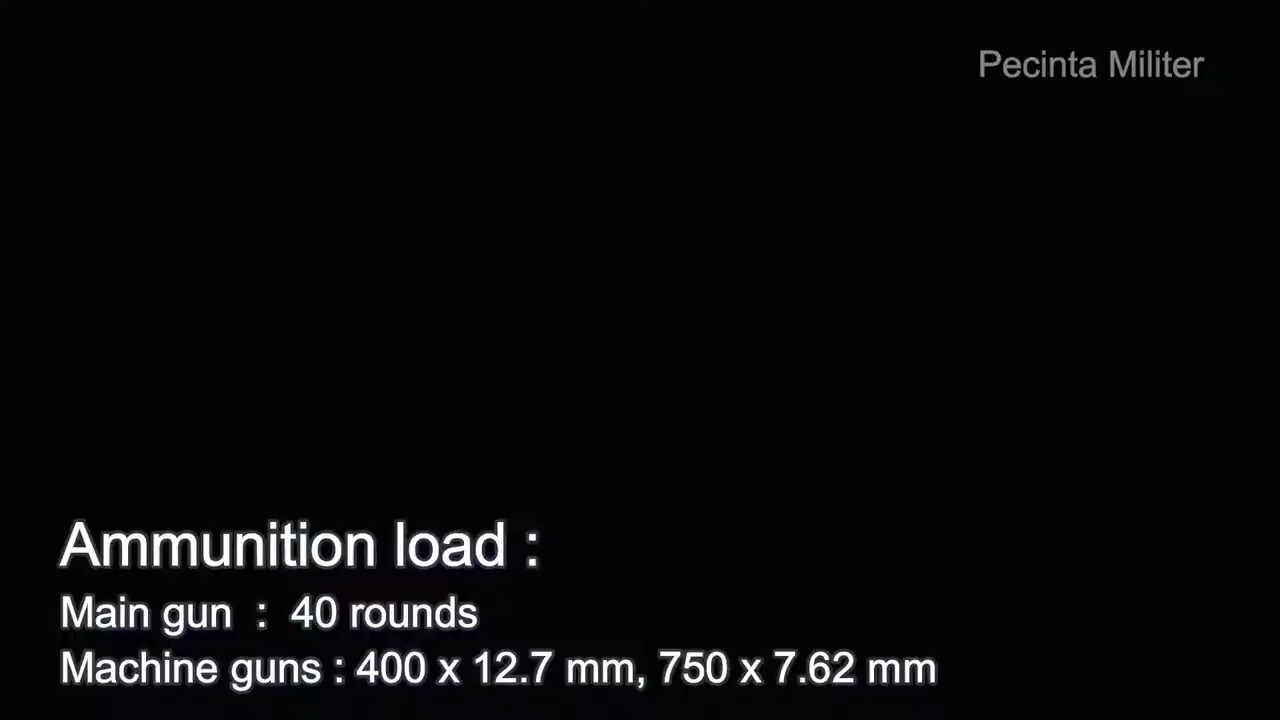 Pecinta Militer
Ammunition load :
Main gun : 40 rounds
Machine guns : 400 x 12.7 mm, 750 x 7.62 mm